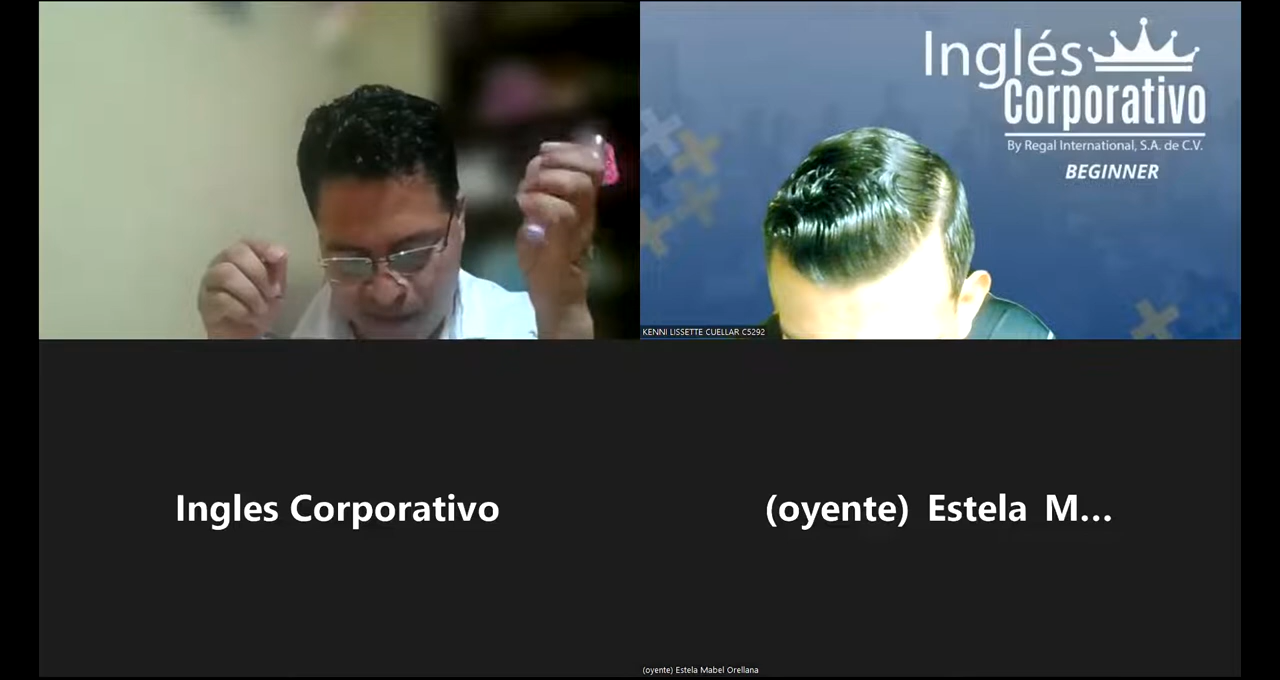 Inglés
Corporativo
By Regal International, S.A. de C.V.
BEGINNER
KENNI LISSETTE CUELLAR C5292
Ingles Corporativo
(oyente) Estela M...
(oyente) Estela Mabel Orellana